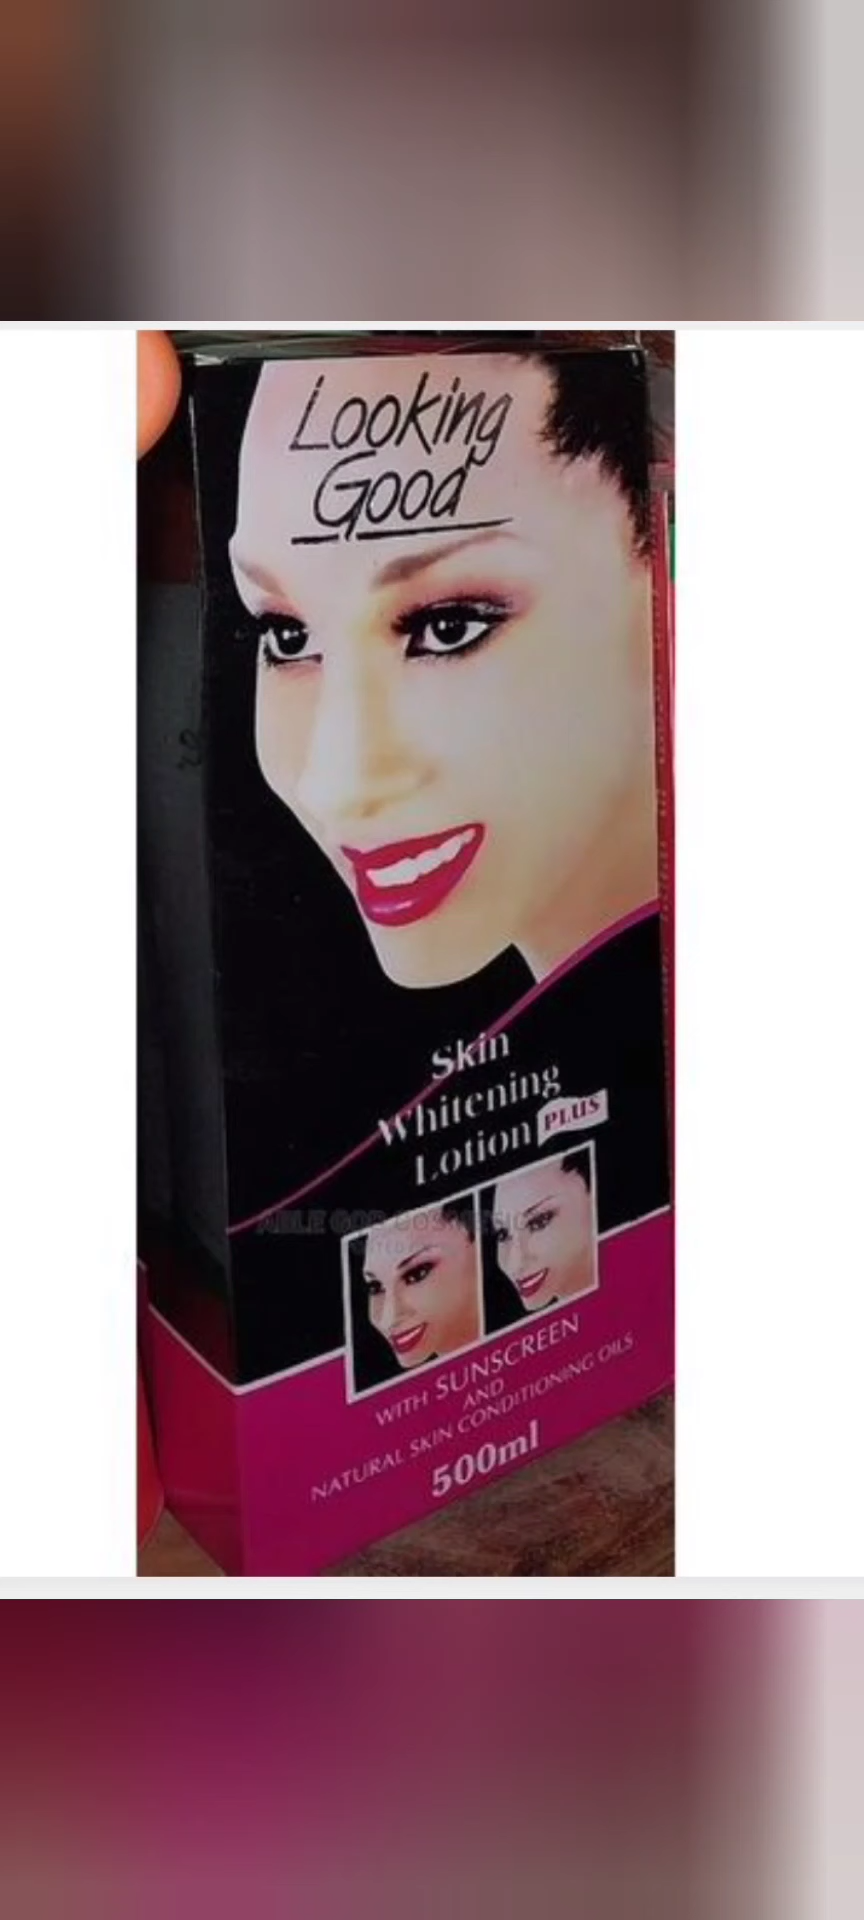 Looking
Good
Skin
Whitening
Lotion PLUS
WITH SUNSCREEN
AND
NATURAL SKIN CONDITIONING OILS
500ml